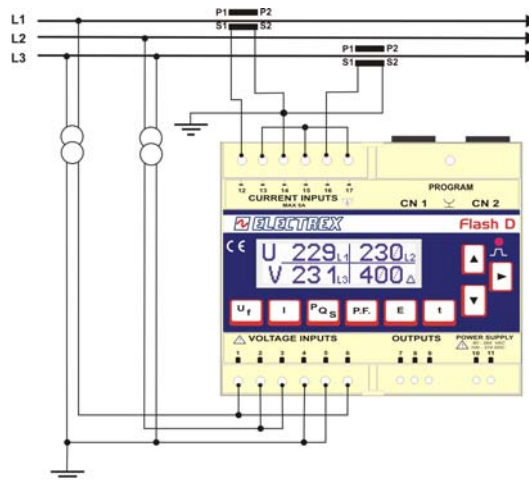 P1 P2
L1
S1 S2
L2
P1 P2
L3
S1 S2
12 13 14 15 16 17
CURRENT INPUTS
MAX 5A
PROGRAM
CN 1 CN 2
ELECTREX
Flash D
CE
U 229 L1 230 L2
V 231 L3 400 Δ
Uf I PQS P.F. E t
VOLTAGE INPUTS
OUTPUTS
POWER SUPPLY
1 2 3 4 5 6
7 8 9
10 11